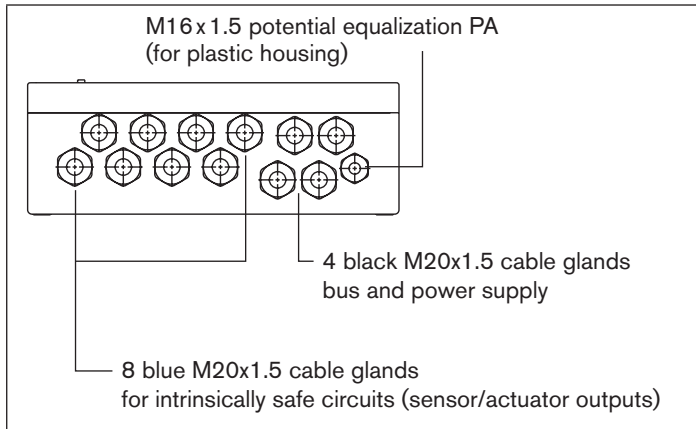 M16 x 1.5 potential equalization PA
(for plastic housing)
4 black M20x1.5 cable glands
bus and power supply
8 blue M20x1.5 cable glands
for intrinsically safe circuits (sensor/actuator outputs)